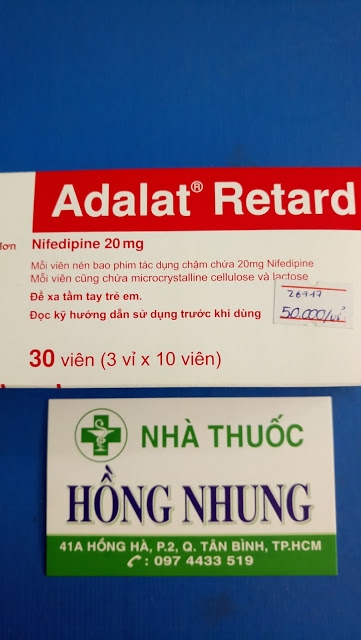 Adalat® Retard
Nifedipine 20 mg
Mỗi viên nén bao phim tác dụng chậm chứa 20mg Nifedipine
Mỗi viên cũng chứa microcrystalline cellulose và lactose
Để xa tầm tay trẻ em.
Đọc kỹ hướng dẫn sử dụng trước khi dùng
50.000/vỉ
30 viên (3 vỉ x 10 viên)
NHÀ THUỐC
HỒNG NHUNG
41A HỒNG HÀ, P.2, Q. TÂN BÌNH, TP.HCM
: 097 4433 519